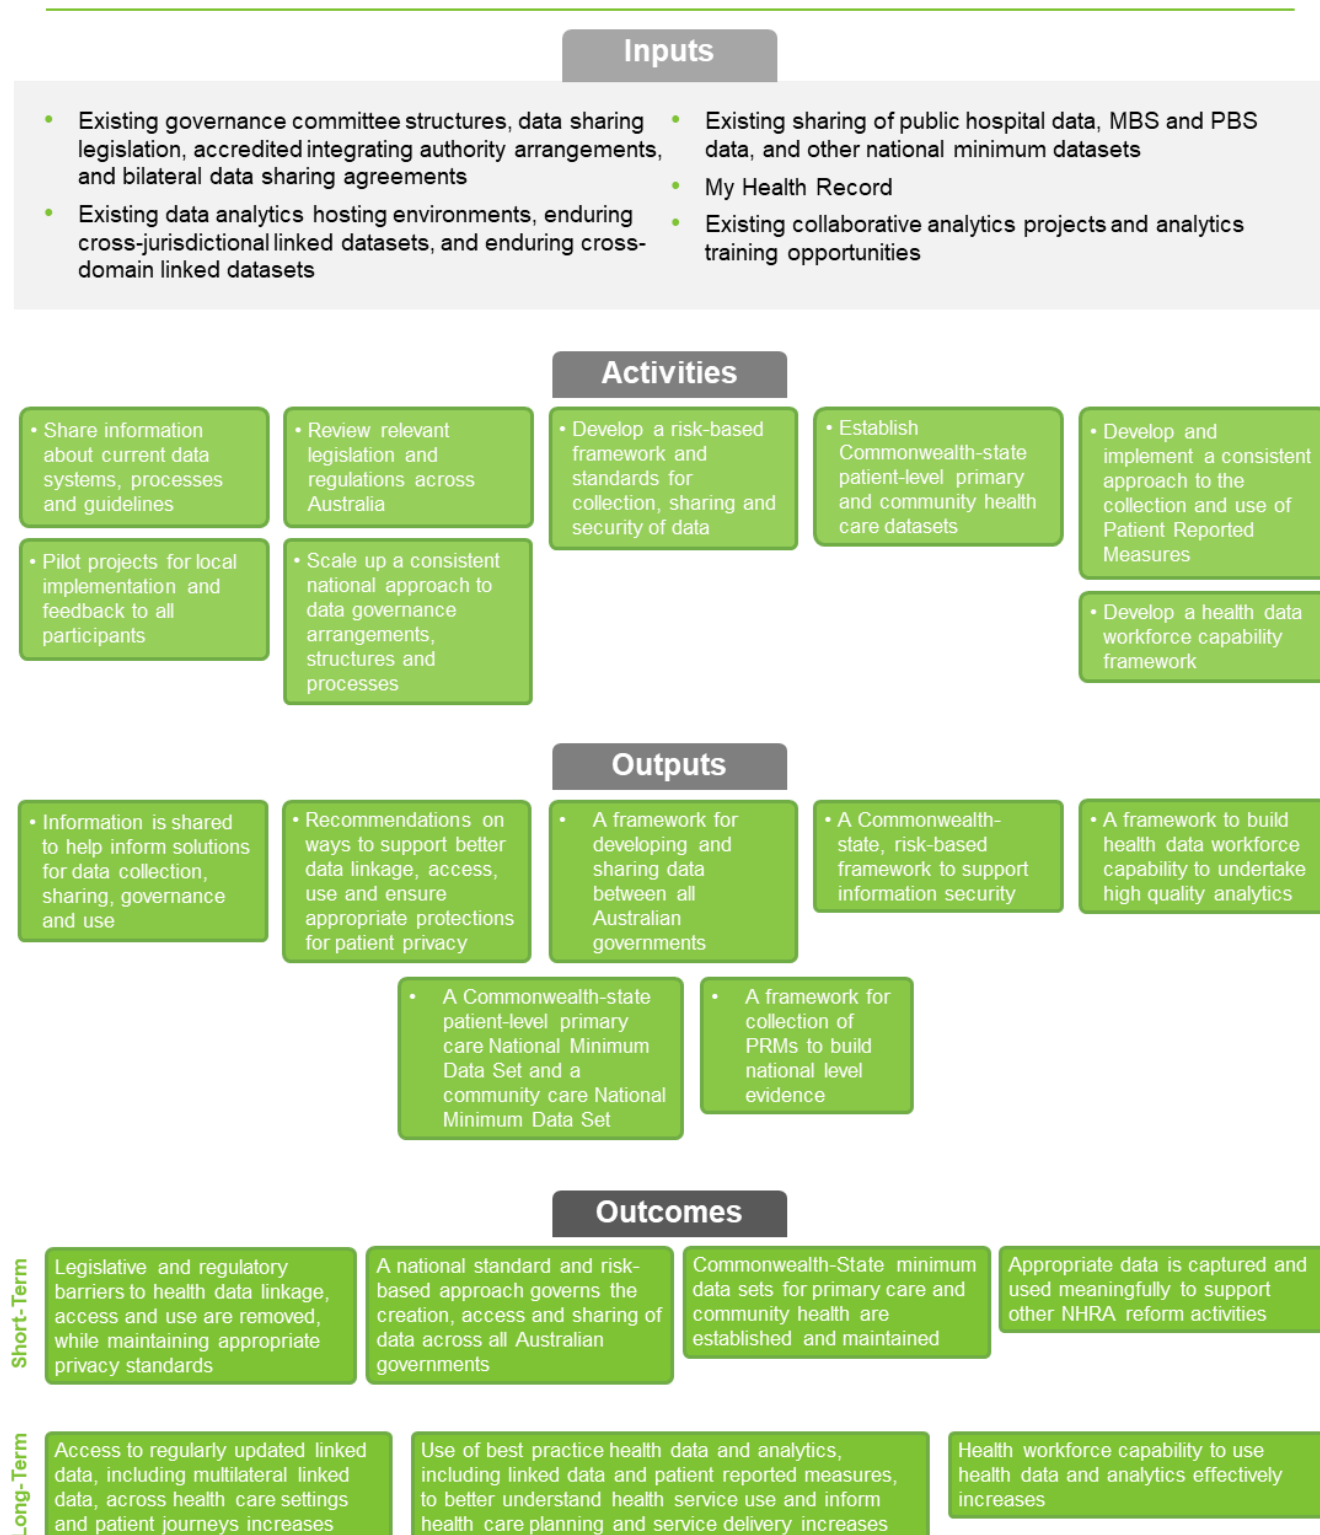 Inputs
• Existing governance committee structures, data sharing
legislation, accredited integrating authority arrangements,
and bilateral data sharing agreements
• Existing data analytics hosting environments, enduring
cross-jurisdictional linked datasets, and enduring cross-
domain linked datasets
• Existing sharing of public hospital data, MBS and PBS
data, and other national minimum datasets
• My Health Record
• Existing collaborative analytics projects and analytics
training opportunities
Activities
• Share information
about current data
systems, processes
and guidelines
• Pilot projects for local
implementation and
feedback to all
participants
• Review relevant
legislation and
regulations across
Australia
• Scale up a consistent
national approach to
data governance
arrangements,
structures and
processes
• Develop a risk-based
framework and
standards for
collection, sharing and
security of data
• Establish
Commonwealth-state
patient-level primary
and community health
care datasets
• Develop and
implement a consistent
approach to the
collection and use of
Patient Reported
Measures
• Develop a health data
workforce capability
framework
Outputs
• Information is shared
to help inform solutions
for data collection,
sharing, governance
and use
• Recommendations on
ways to support better
data linkage, access,
use and ensure
appropriate protections
for patient privacy
• A framework for
developing and
sharing data
between all
Australian
governments
• A Commonwealth-
state, risk-based
framework to support
information security
• A framework to build
health data workforce
capability to undertake
high quality analytics
• A Commonwealth-state
patient-level primary
care National Minimum
Data Set and a
community care National
Minimum Data Set
• A framework for
collection of
PRMs to build
national level
evidence
Outcomes
Short-Term
Legislative and regulatory
barriers to health data linkage,
access and use are removed,
while maintaining appropriate
privacy standards
A national standard and risk-
based approach governs the
creation, access and sharing of
data across all Australian
governments
Commonwealth-State minimum
data sets for primary care and
community health are
established and maintained
Appropriate data is captured and
used meaningfully to support
other NHRA reform activities
Long-Term
Access to regularly updated linked
data, including multilateral linked
data, across health care settings
and patient journeys increases
Use of best practice health data and analytics,
including linked data and patient reported measures,
to better understand health service use and inform
health care planning and service delivery increases
Health workforce capability to use
health data and analytics effectively
increases